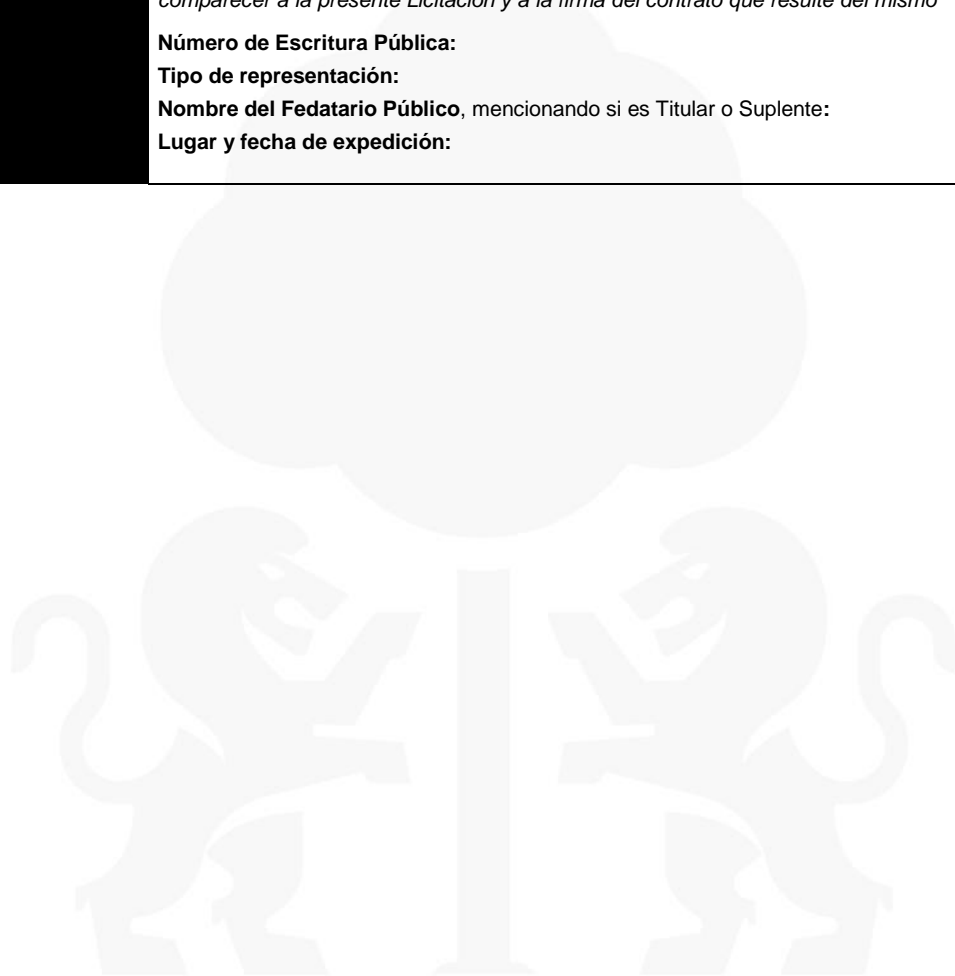 comparecer a la presente Licitación y a la firma del contrato que resulte del mismo
Número de Escritura Pública:
Tipo de representación:
Nombre del Fedatario Público, mencionando si es Titular o Suplente:
Lugar y fecha de expedición: